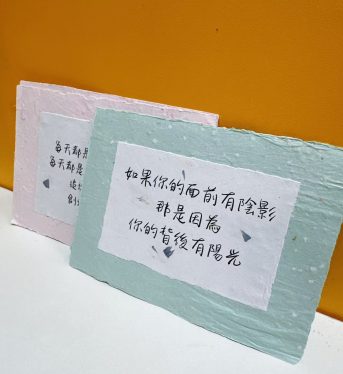 每天都是
每天都是
如果你的面前有陰影
那是因為
你的背後有陽光